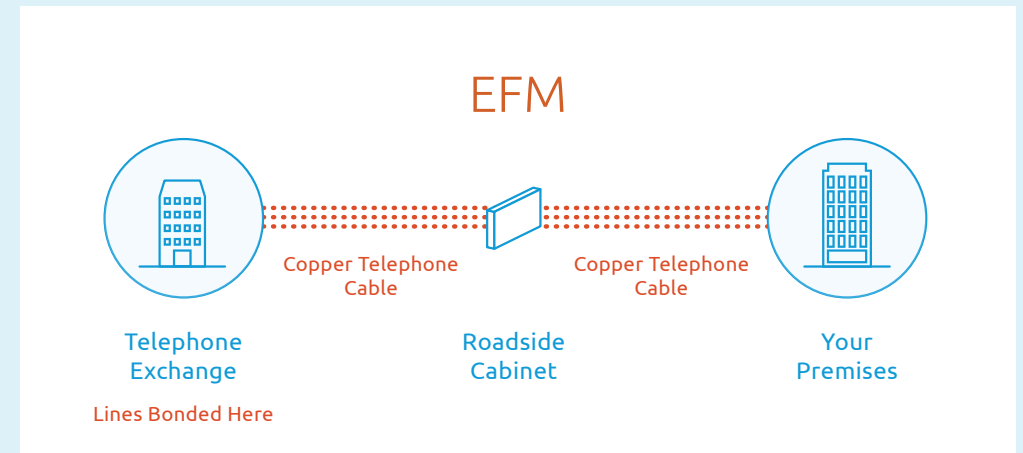 EFM
Copper Telephone
Cable
Copper Telephone
Cable
Telephone
Exchange
Roadside
Cabinet
Your
Premises
Lines Bonded Here